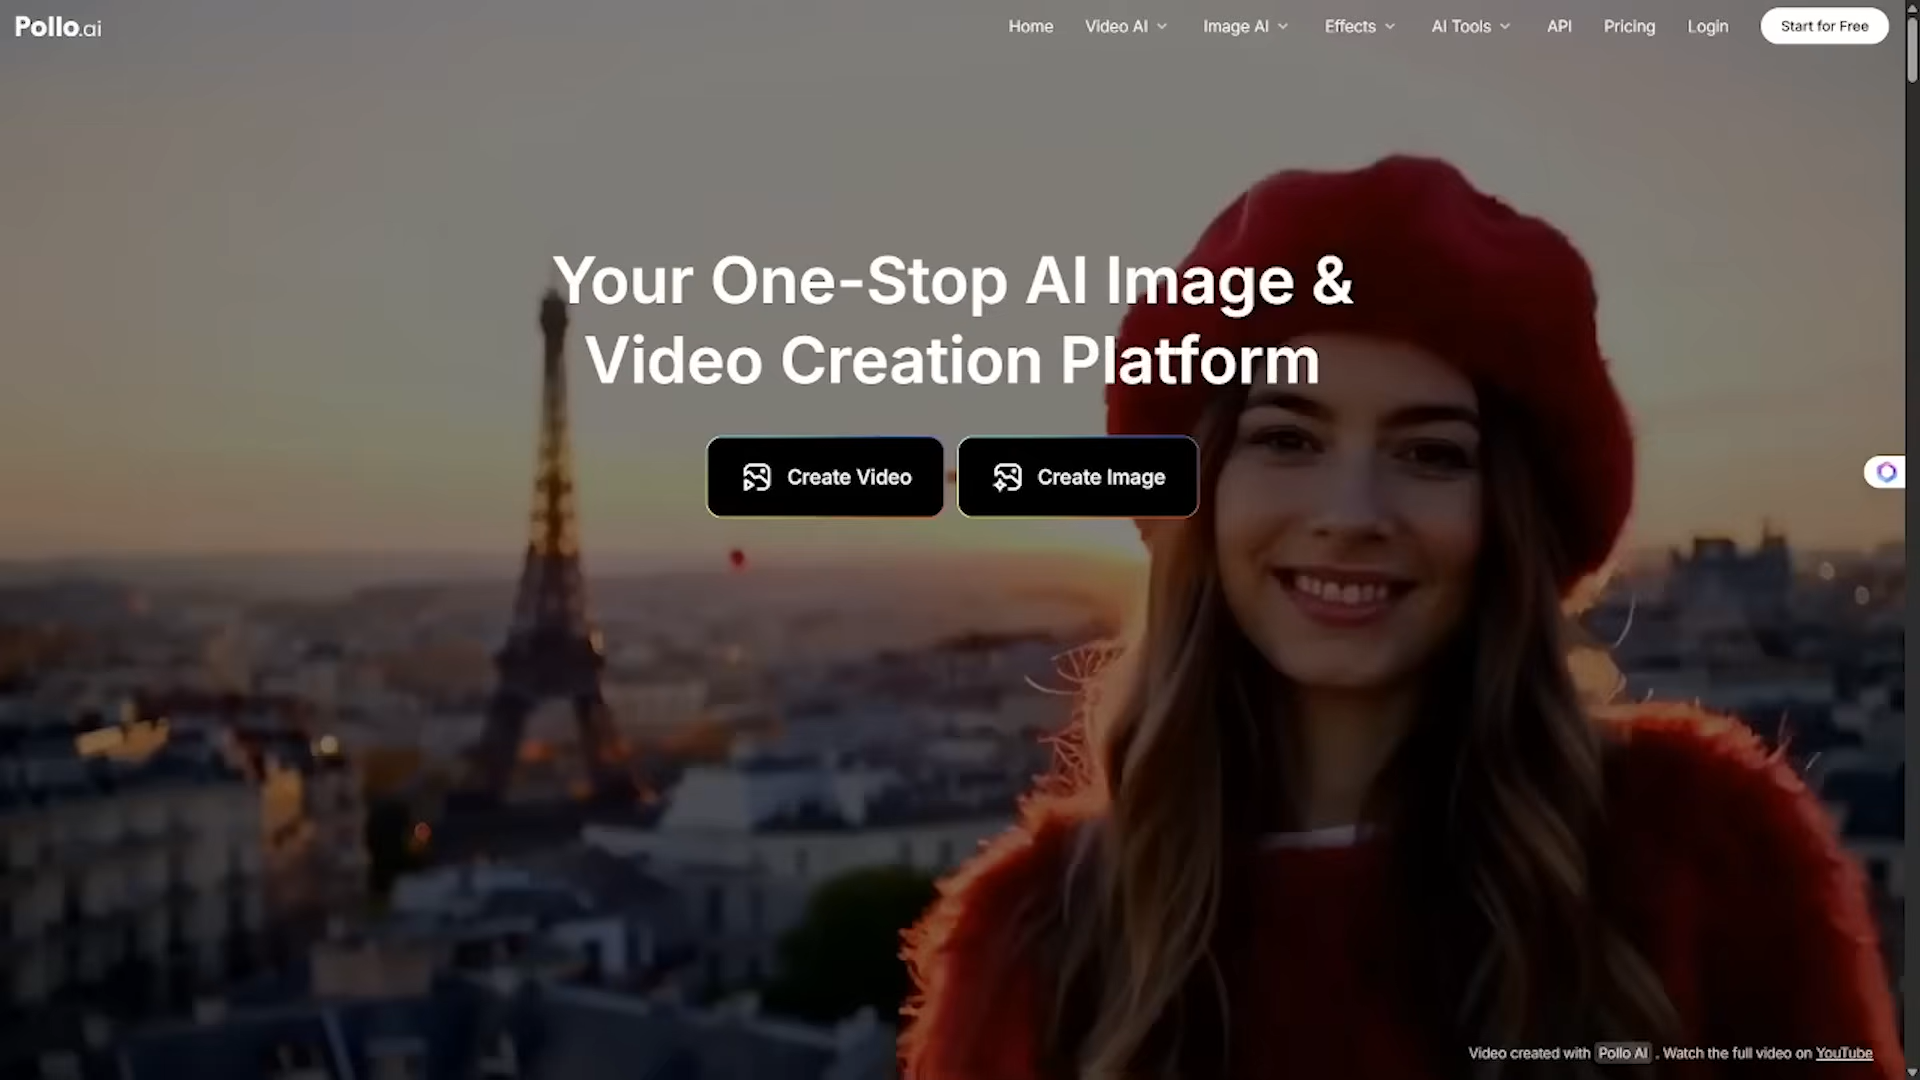 Pollo.ai
Home Video AI Image AI Effects AI Tools API Pricing Login Start for Free
Your One-Stop AI Image &
Video Creation Platform
Create Video Create Image
Video created with Pollo AI . Watch the full video on YouTube